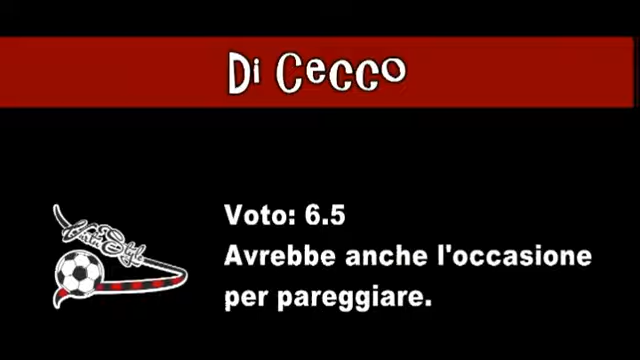 Di Cecco
Voto: 6.5
Avrebbe anche l'occasione
per pareggiare.